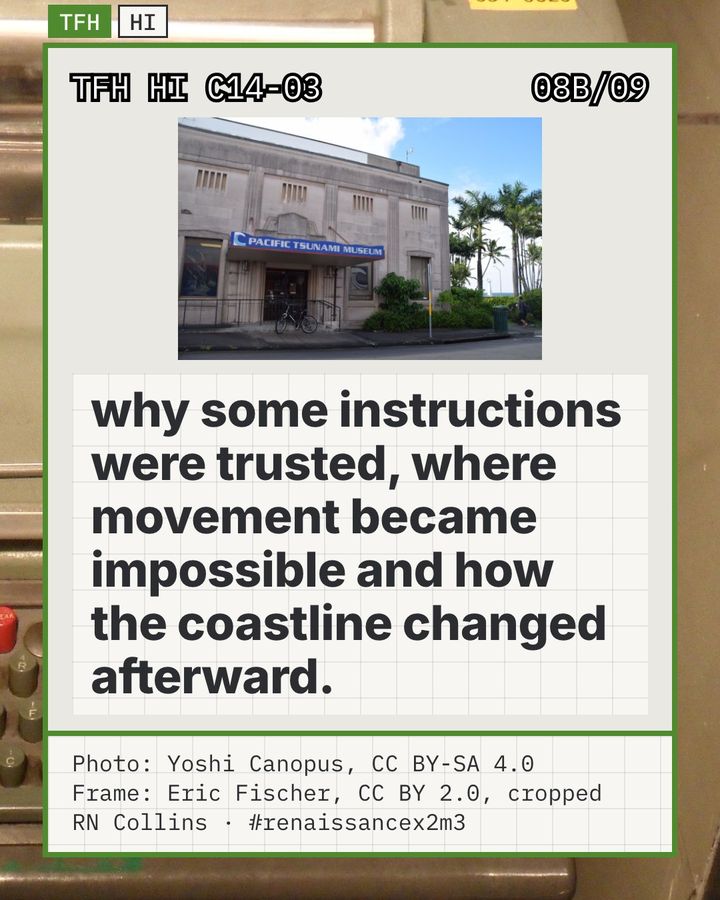 TFH HI
TFH HI C14-03 08B/09
PACIFIC TSUNAMI MUSEUM
why some instructions
were trusted, where
movement became
impossible and how
the coastline changed
afterward.
Photo: Yoshi Canopus, CC BY-SA 4.0
Frame: Eric Fischer, CC BY 2.0, cropped
RN Collins · #renaissancex2m3